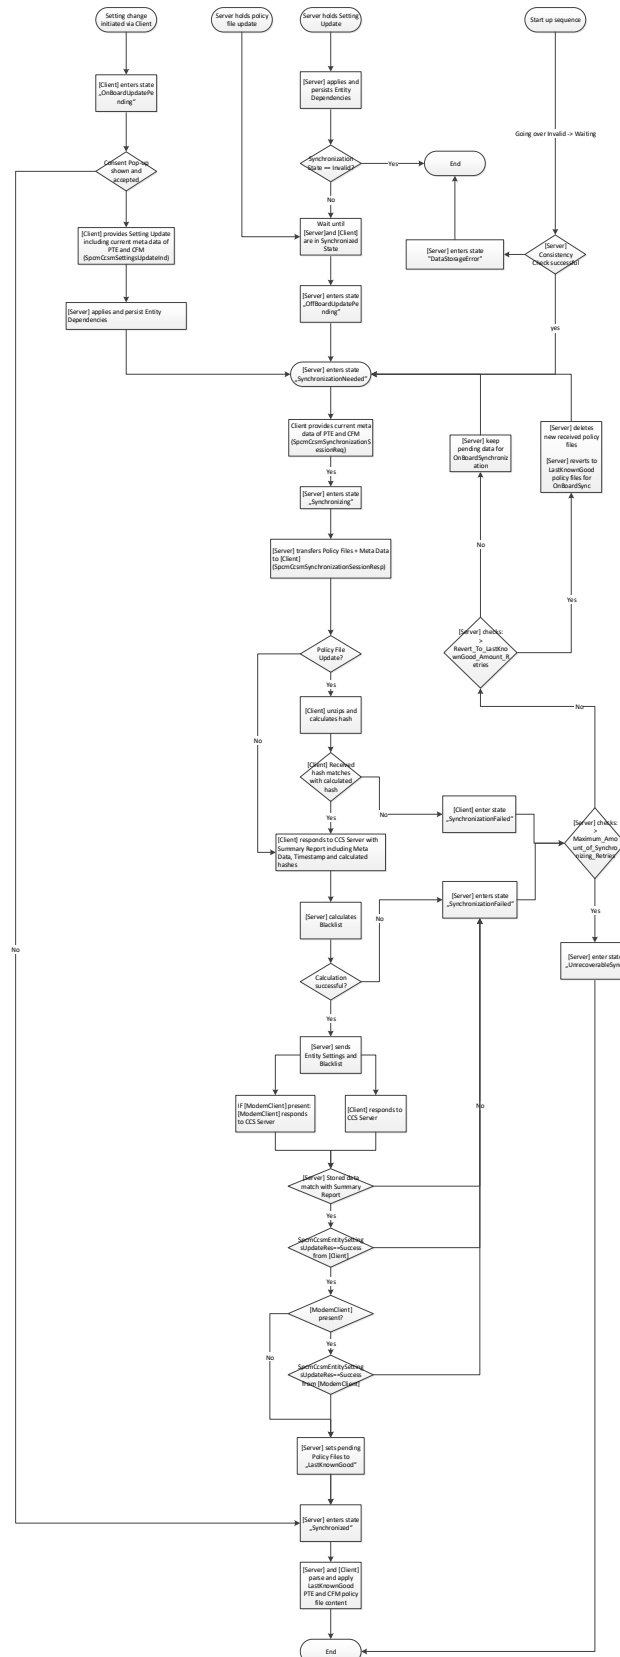 Setting change
initiated via Client
Server holds policy
file update
Server holds Setting
Update
Start up sequence
[Client] enters state
„OnBoardUpdatePe
nding“
[Server] applies and
persists Entity
Dependencies
Going over Invalid -> Waiting
Consent Pop-up
shown and
accepted
Synchronization
State == Invalid?
Yes
End
No
[Client] provides Setting Update
including current meta data of
PTE and CFM
(SpcmCcsmSettingsUpdateInd)
Wait until
[Server]and [Client]
are in Synchronized
State
[Server] enters state
"DataStorageError"
[Server]
Consistency
Check successful
[Server] applies and persist Entity
Dependencies
[Server] enters state
„OffBoardUpdatePe
nding“
yes
[Server] enters state
„SynchronizationNeeded“
Client provides current meta
data of PTE and CFM
(SpcmCcsmSynchronizationS
essionReq)
[Server] keep
pending data for
OnBoardSynchroniz
ation
[Server] deletes
new received policy
files
[Server] reverts to
LastKnownGood
policy files for
OnBoardSync
Yes
[Server] enters state
„Synchronizing“
[Server] transfers Policy Files + Meta Data
to [Client]
(SpcmCcsmSynchronizationSessionResp)
No
Yes
Policy File
Update?
[Server] checks:
>
Revert_To_LastKno
wnGood_Amount_R
etries
Yes
[Client] unzips and
calculates hash
No
No
[Client] Received
hash matches
with calculated
hash
No
[Client] enter state
„SynchronizationFailed“
Yes
[Client] responds to CCS Server with
Summary Report including Meta
Data, Timestamp and calculated
hashes
[Server] checks:
>
Maximum_Amo
unt_of_Synchro
nizing_Retries
[Server] calculates
Blacklist
No
[Server] enters state
„SynchronizationFailed“
Yes
No
Calculation
successful?
[Server] enter state
„UnrecoverableSync
Yes
[Server] sends
Entity Settings and
Blacklist
IF [ModemClient] present:
[ModemClient] responds
to CCS Server
[Client] responds to
CCS Server
No
[Server] Stored data
match with Summary
Report
Yes
SpcmCcsmEntitySetting
sUpdateRes==Success
from [Client]
Yes
[ModemClient]
present?
Yes
No
SpcmCcsmEntitySetting
sUpdateRes==Success
from [ModemClient]
[Server] sets pending
Policy Files to
„LastKnownGood“
[Server] enters state
„Synchronized“
[Server] and [Client]
parse and apply
LastKnownGood
PTE and CFM policy
file content
End